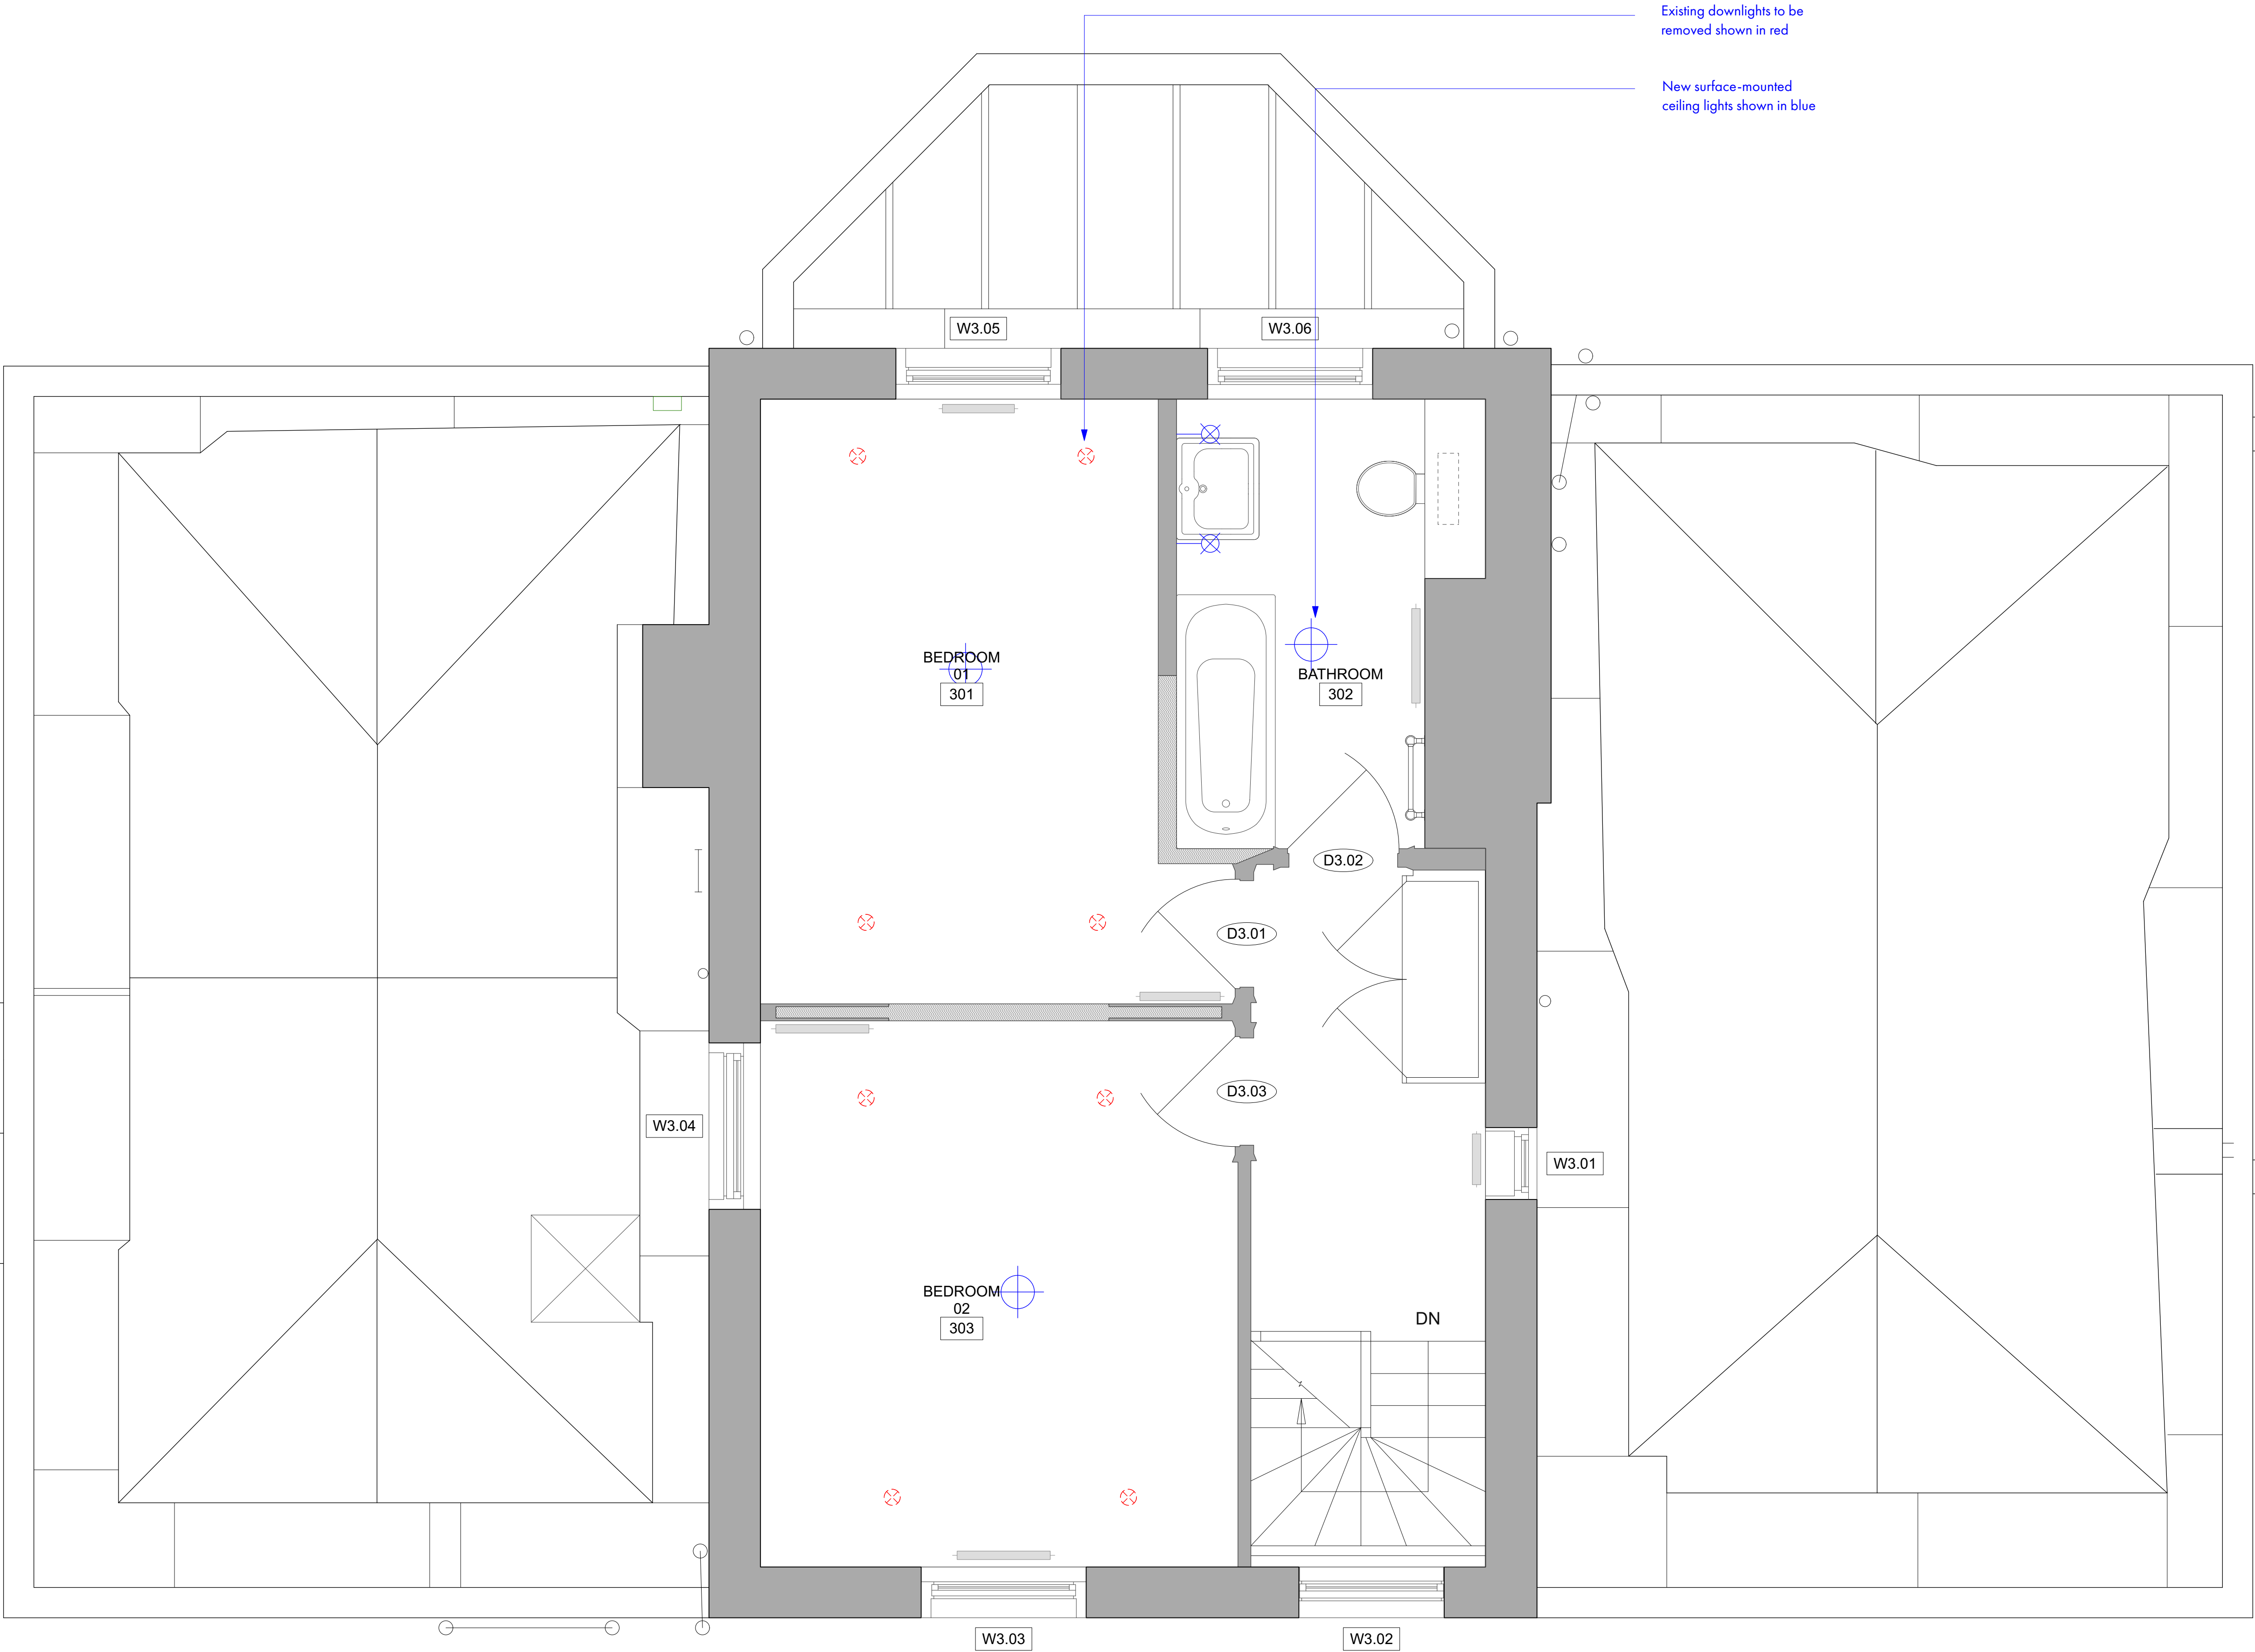 Existing downlights to be
removed shown in red
New surface-mounted
ceiling lights shown in blue
W3.05
W3.06
BEDROOM
01
301
BATHROOM
302
D3.02
D3.01
D3.03
W3.04
W3.01
BEDROOM
02
303
DN
W3.03
W3.02